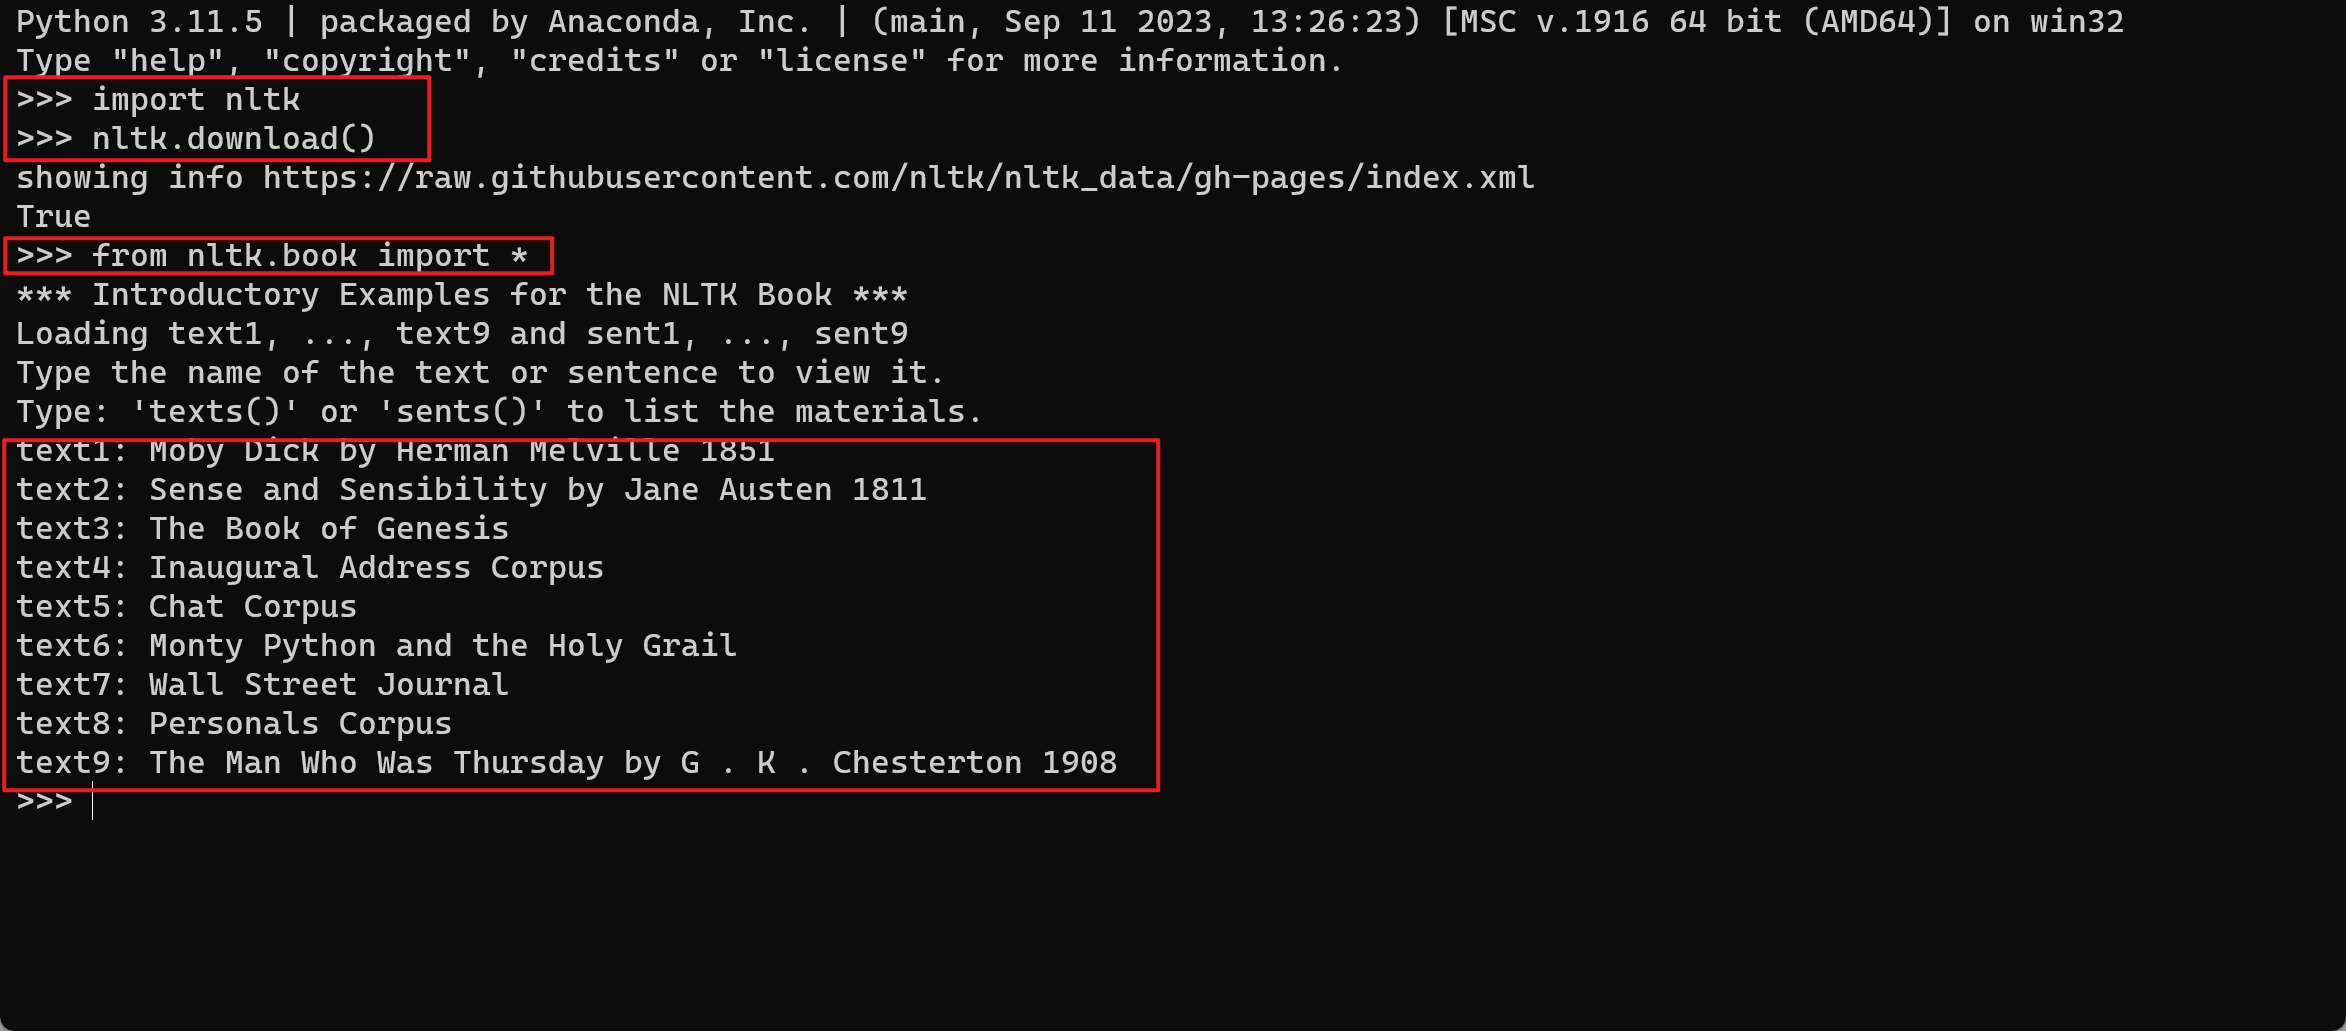 Python 3.11.5 | packaged by Anaconda, Inc. | (main, Sep 11 2023, 13:26:23) [MSC v.1916 64 bit (AMD64)] on win32
Type "help", "copyright", "credits" or "license" for more information.
>>> import nltk
>>> nltk.download()
showing info https://raw.githubusercontent.com/nltk/nltk_data/gh-pages/index.xml
True
>>> from nltk.book import *
*** Introductory Examples for the NLTK Book ***
Loading text1, ..., text9 and sent1, ..., sent9
Type the name of the text or sentence to view it.
Type: 'texts()' or 'sents()' to list the materials.
text1: Moby Dick by Herman Melville 1851
text2: Sense and Sensibility by Jane Austen 1811
text3: The Book of Genesis
text4: Inaugural Address Corpus
text5: Chat Corpus
text6: Monty Python and the Holy Grail
text7: Wall Street Journal
text8: Personals Corpus
text9: The Man Who Was Thursday by G . K . Chesterton 1908
>>>